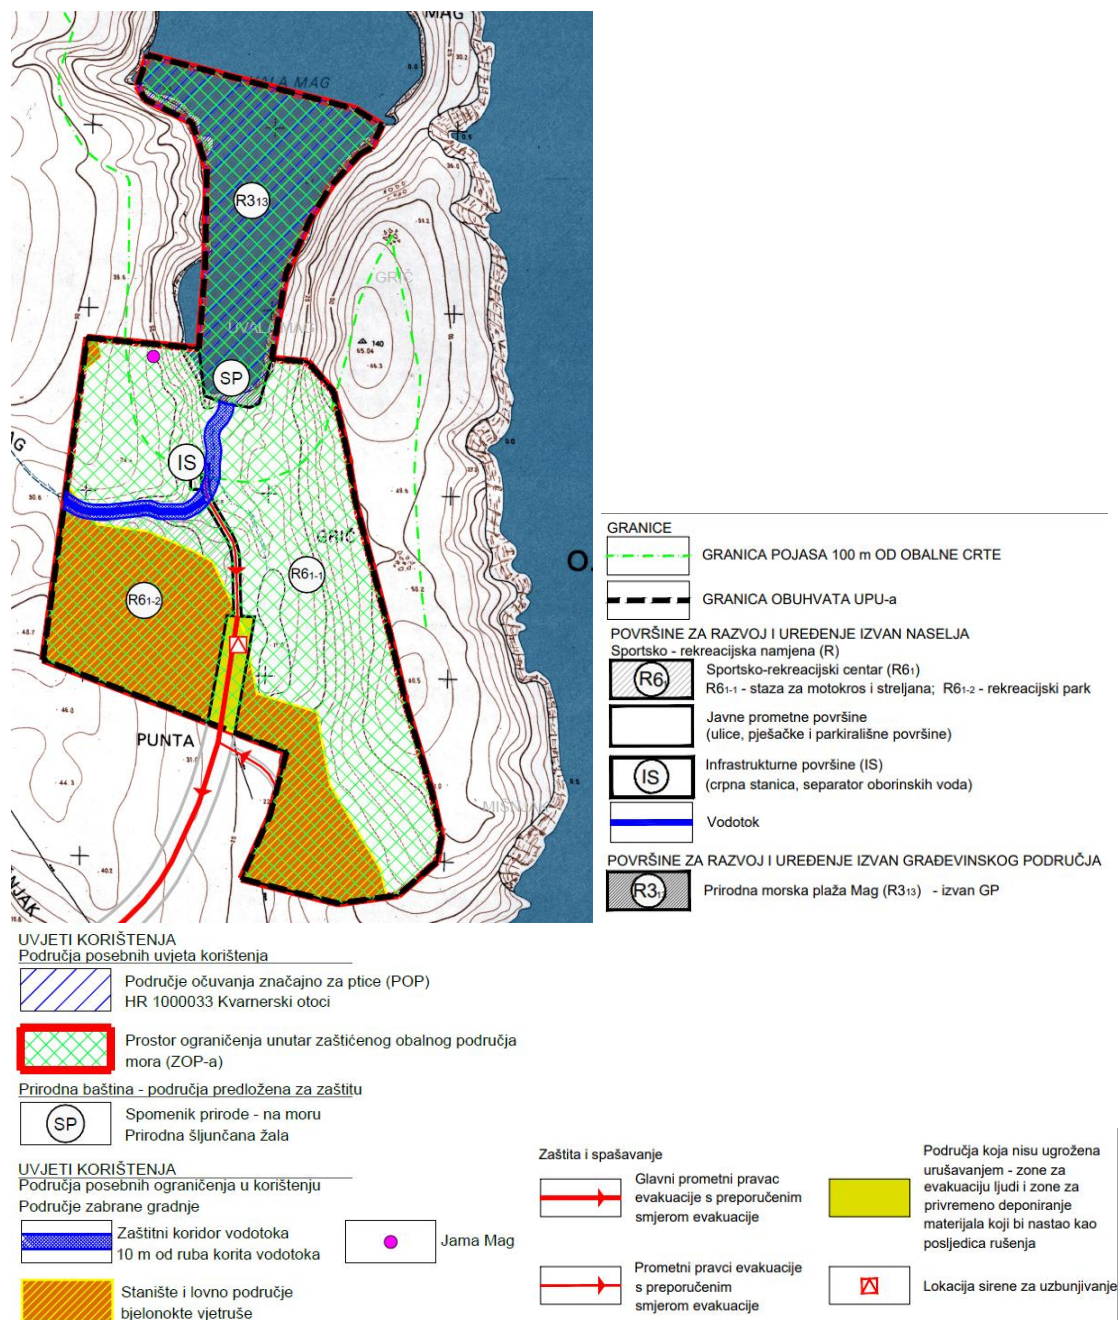 MAG
VALA MAG
R3₁₃
GRIČ
UVALA MAG
140
65.04
SP
IS
MAG
GRIČ
R6₁₋₁
R6₁₋₂
PUNTA
MIŠNJAK
NJAK
O.
GRANICE
GRANICA POJASA 100 m OD OBALNE CRTE
GRANICA OBUHVATA UPU-a
POVRŠINE ZA RAZVOJ I UREĐENJE IZVAN NASELJA
Sportsko - rekreacijska namjena (R)
R6₁
Sportsko-rekreacijski centar (R6₁)
R6₁₋₁ - staza za motokros i streljana; R6₁₋₂ - rekreacijski park
Javne prometne površine
(ulice, pješačke i parkirališne površine)
IS
Infrastrukturne površine (IS)
(crpna stanica, separator oborinskih voda)
Vodotok
POVRŠINE ZA RAZVOJ I UREĐENJE IZVAN GRAĐEVINSKOG PODRUČJA
R3₁₃
Prirodna morska plaža Mag (R3₁₃) - izvan GP
UVJETI KORIŠTENJA
Područja posebnih uvjeta korištenja
Područje očuvanja značajno za ptice (POP)
HR 1000033 Kvarnerski otoci
Prostor ograničenja unutar zaštićenog obalnog područja
mora (ZOP-a)
Prirodna baština - područja predložena za zaštitu
SP
Spomenik prirode - na moru
Prirodna šljunčana žala
UVJETI KORIŠTENJA
Područja posebnih ograničenja u korištenju
Područje zabrane gradnje
Zaštitni koridor vodotoka
10 m od ruba korita vodotoka
Jama Mag
Stanište i lovno područje
bjelonokte vjetruše
Zaštita i spašavanje
Glavni prometni pravac
evakuacije s preporučenim
smjerom evakuacije
Prometni pravci evakuacije
s preporučenim
smjerom evakuacije
Područja koja nisu ugrožena
urušavanjem - zone za
evakuaciju ljudi i zone za
privremeno deponiranje
materijala koji bi nastao kao
posljedica rušenja
Lokacija sirene za uzbunjivanje